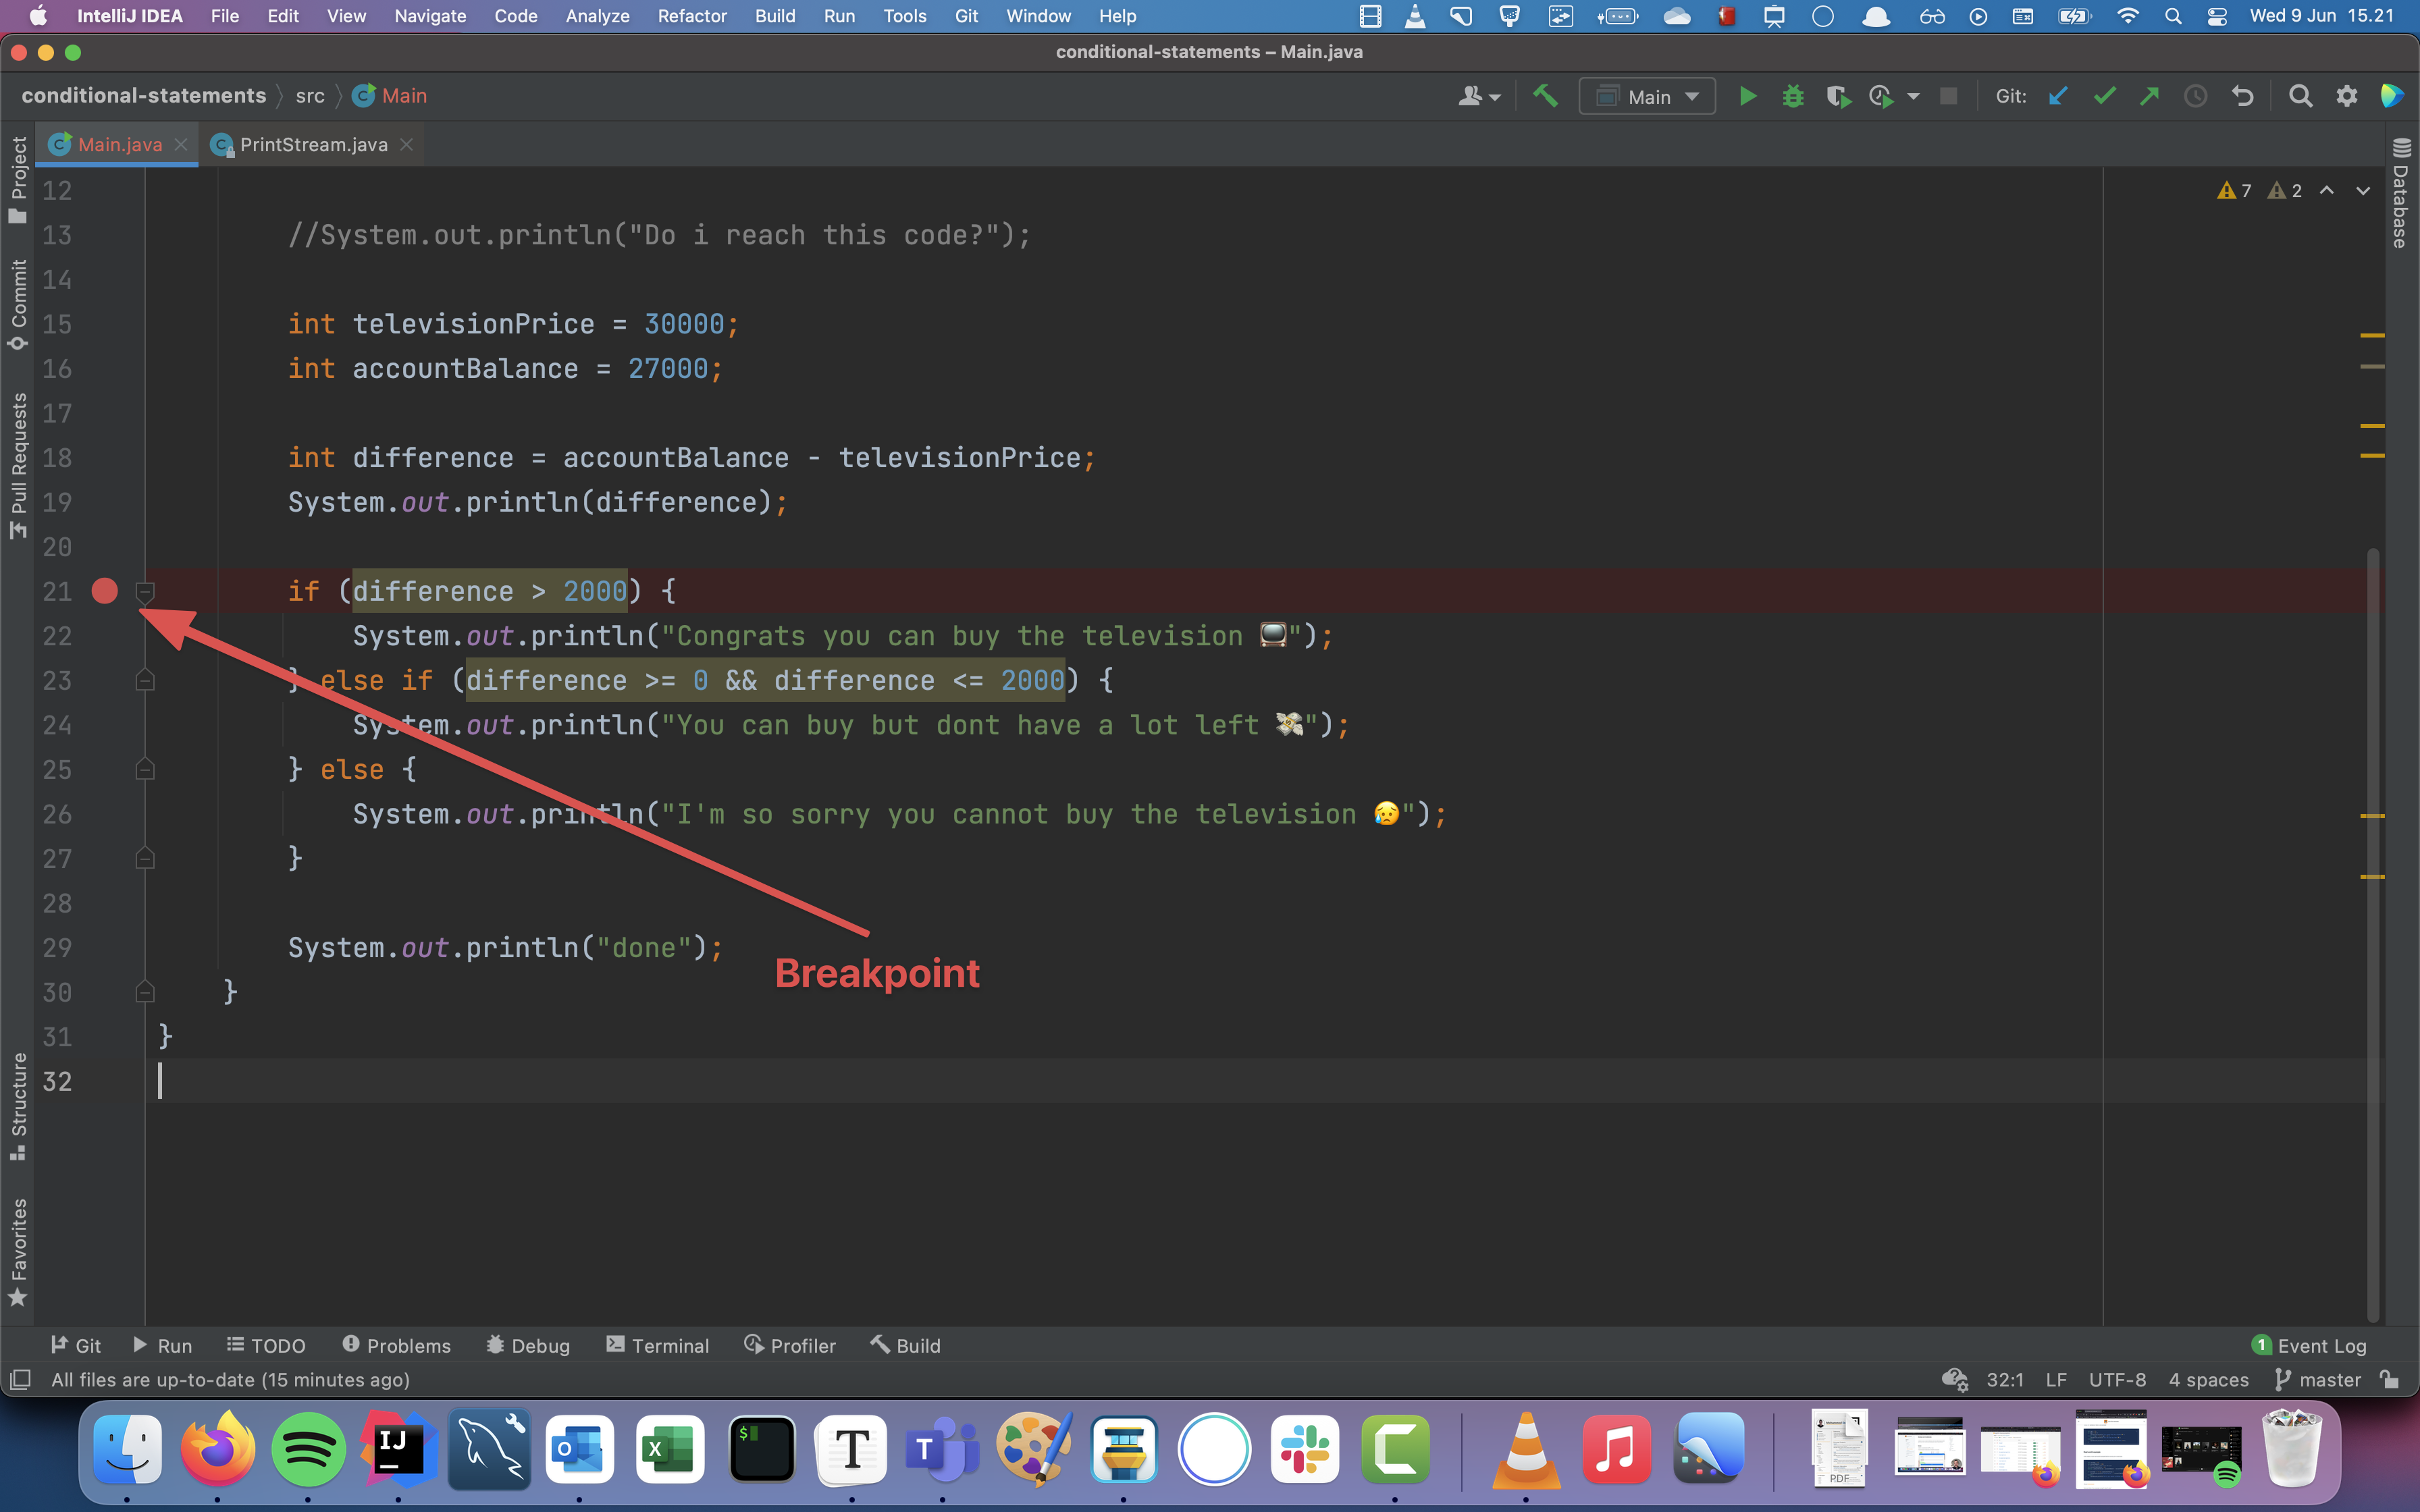 IntelliJ IDEA File Edit View Navigate Code Analyze Refactor Build Run Tools Git Window Help Wed 9 Jun 15.21
conditional-statements – Main.java
conditional-statements src Main Main Git:
Main.java PrintStream.java
Project
Commit
Pull Requests
Structure
Favorites
Database
7 2
12
13 //System.out.println("Do i reach this code?");
14
15 int televisionPrice = 30000;
16 int accountBalance = 27000;
17
18 int difference = accountBalance - televisionPrice;
19 System.out.println(difference);
20
21 if (difference > 2000) {
22 System.out.println("Congrats you can buy the television 📺");
23 } else if (difference >= 0 && difference <= 2000) {
24 System.out.println("You can buy but dont have a lot left 💸");
25 } else {
26 System.out.println("I'm so sorry you cannot buy the television 😥");
27 }
28
29 System.out.println("done");
Breakpoint
30 }
31 }
32
Git Run TODO Problems Debug Terminal Profiler Build 1 Event Log
All files are up-to-date (15 minutes ago) 32:1 LF UTF-8 4 spaces master
IJ
O
X
$
T
T
PDF